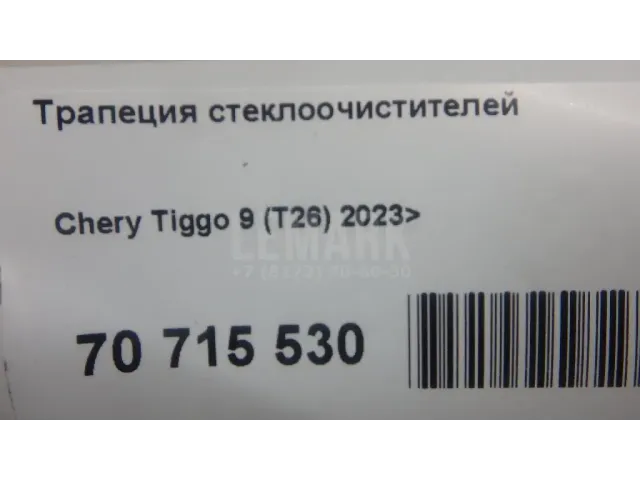 Трапеция стеклоочистителей
Chery Tiggo 9 (T26) 2023>
LEMARK
70 715 530